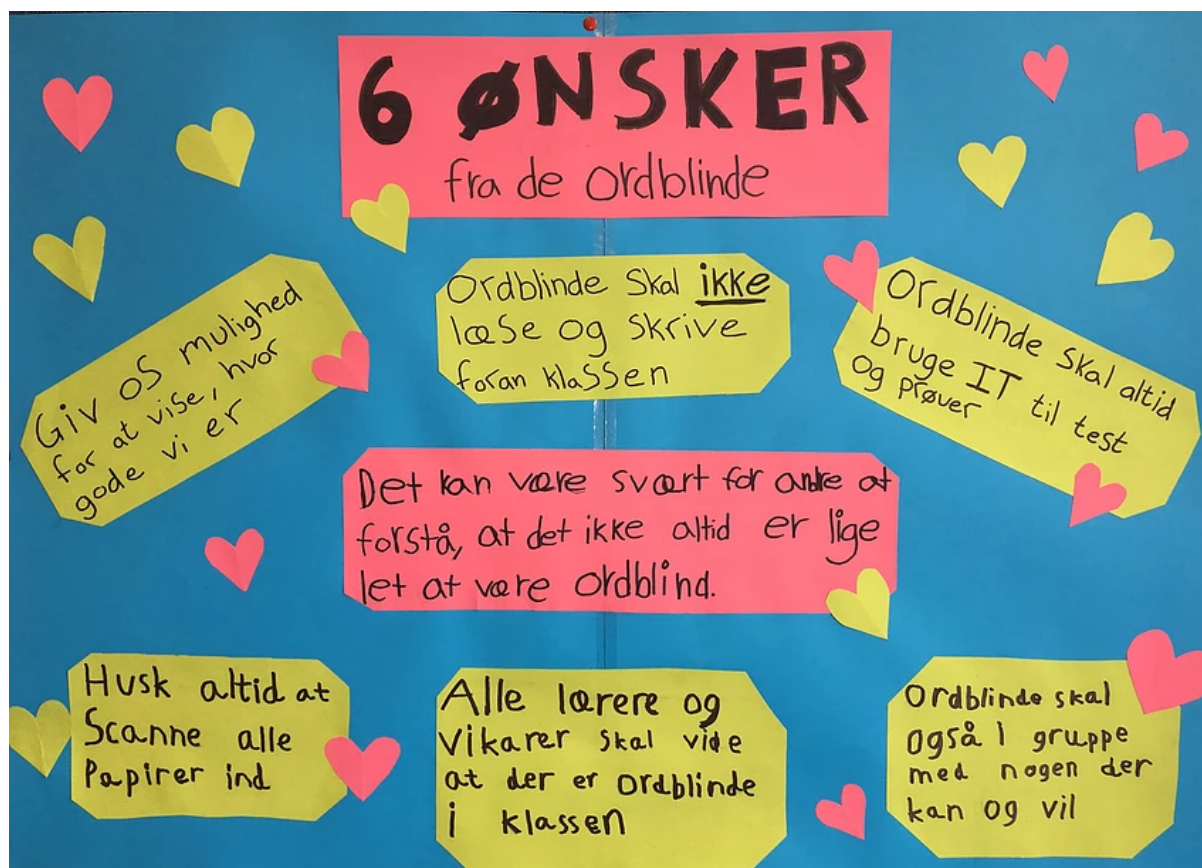 6 ØNSKER
fra de ordblinde
Giv os mulighed
for at vise, hvor
gode vi er
Ordblinde skal ikke
læse og skrive
foran klassen
Ordblinde skal altid
bruge IT til test
og prøver
Det kan være svært for andre at
forstå, at det ikke altid er lige
let at være ordblind.
Husk altid at
Scanne alle
Papirer ind
Alle lærere og
vikarer skal vide
at der er ordblinde
i klassen
Ordblinde skal
også i gruppe
med nogen der
kan og vil